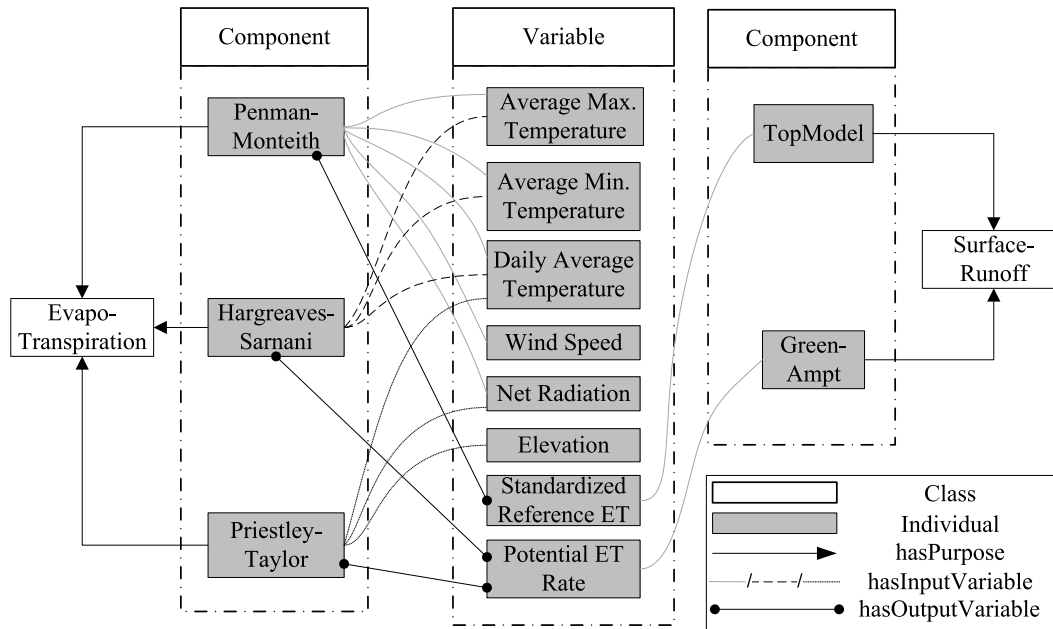 Component
Variable
Component
Penman-
Monteith
Hargreaves-
Sarnani
Priestley-
Taylor
Evapo-
Transpiration
Average Max.
Temperature
Average Min.
Temperature
Daily Average
Temperature
Wind Speed
Net Radiation
Elevation
Standardized
Reference ET
Potential ET
Rate
TopModel
Green-
Ampt
Surface-
Runoff
Class
Individual
hasPurpose
hasInputVariable
hasOutputVariable